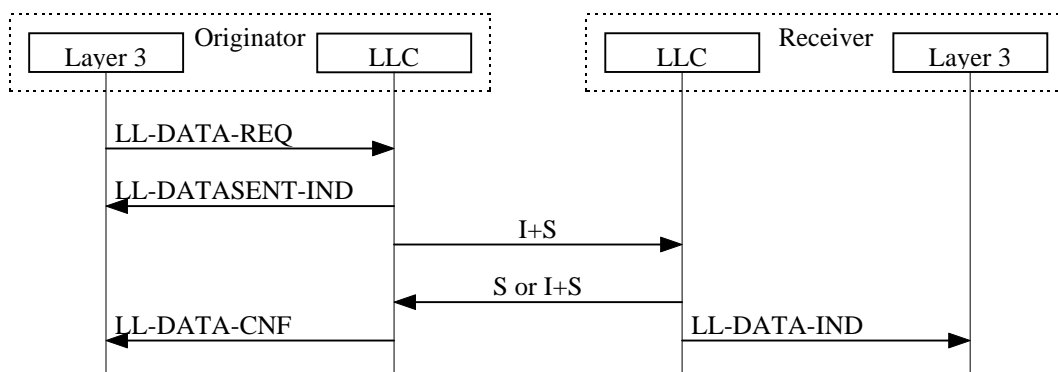 Originator
Receiver
Layer 3
LLC
LLC
Layer 3
LL-DATA-REQ
LL-DATASENT-IND
I+S
S or I+S
LL-DATA-CNF
LL-DATA-IND